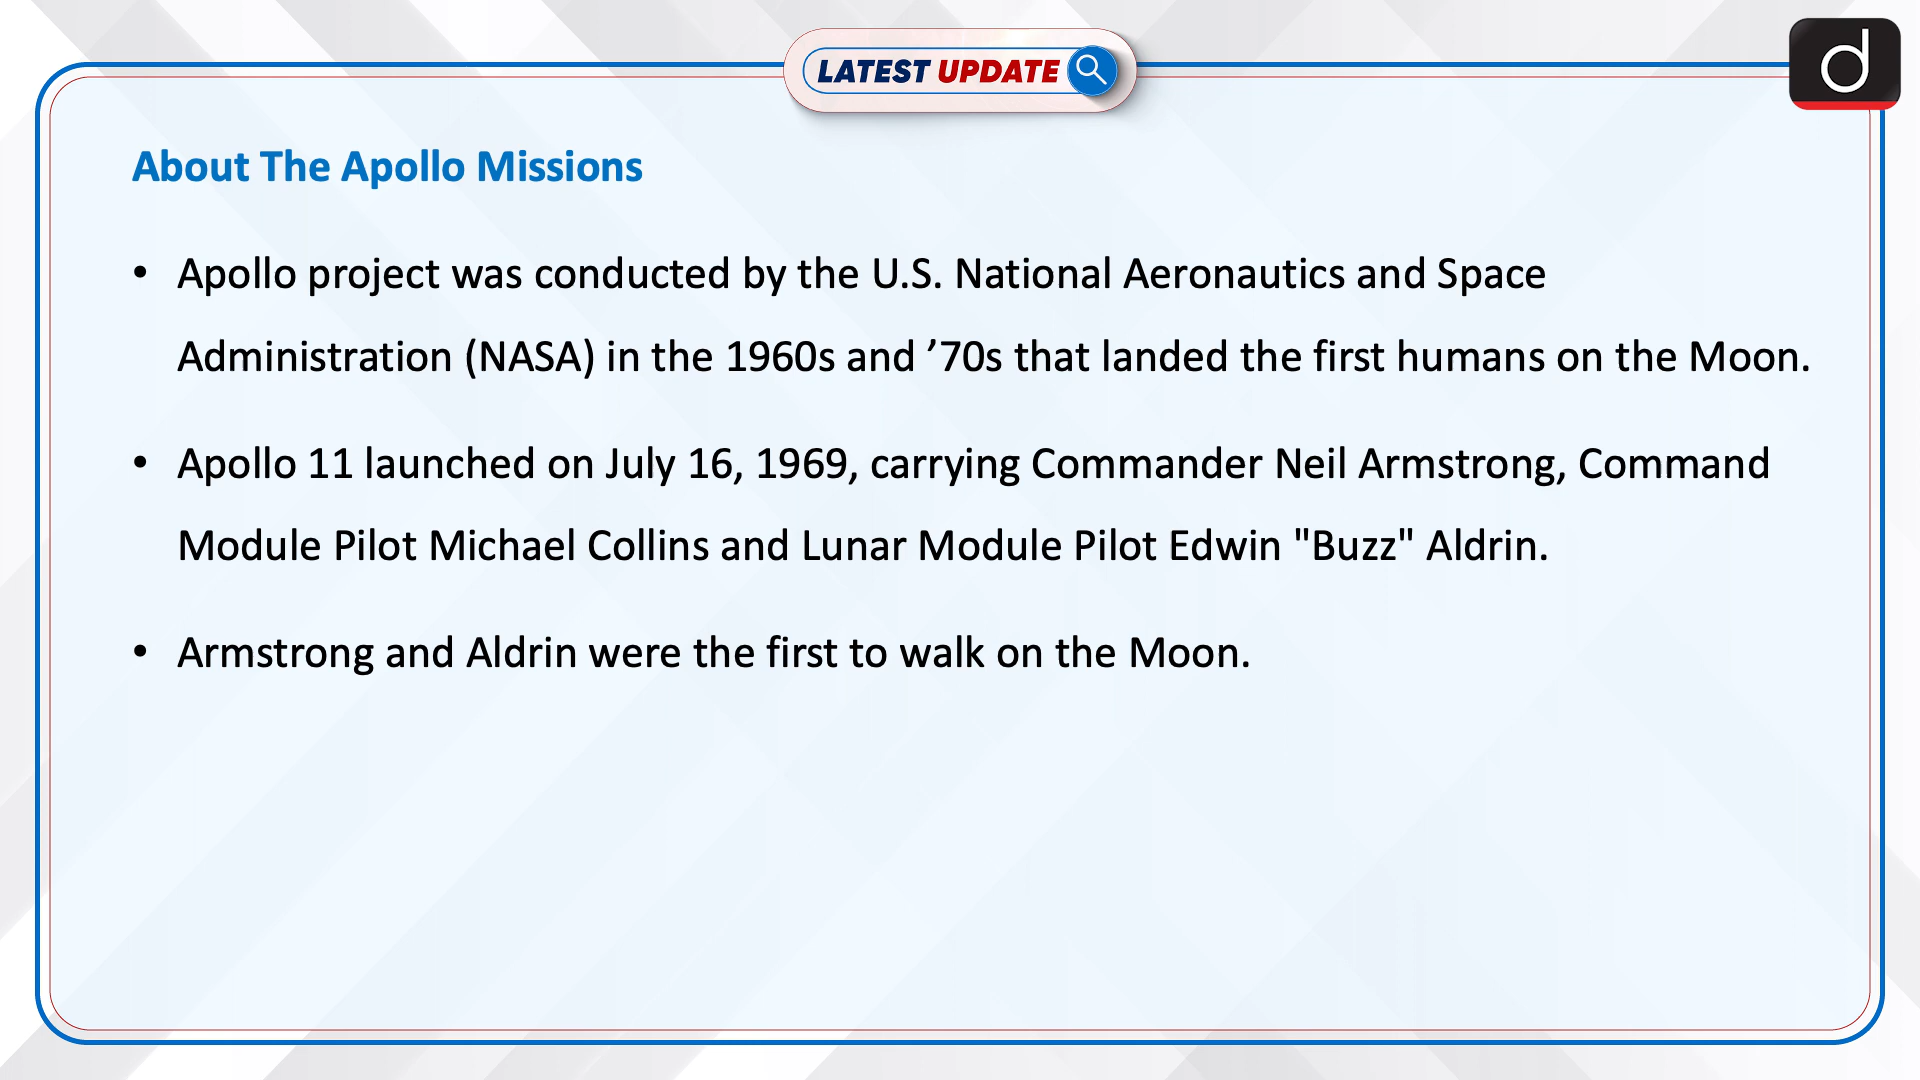 LATEST UPDATE
d
About The Apollo Missions
• Apollo project was conducted by the U.S. National Aeronautics and Space
Administration (NASA) in the 1960s and ’70s that landed the first humans on the Moon.
• Apollo 11 launched on July 16, 1969, carrying Commander Neil Armstrong, Command
Module Pilot Michael Collins and Lunar Module Pilot Edwin "Buzz" Aldrin.
• Armstrong and Aldrin were the first to walk on the Moon.